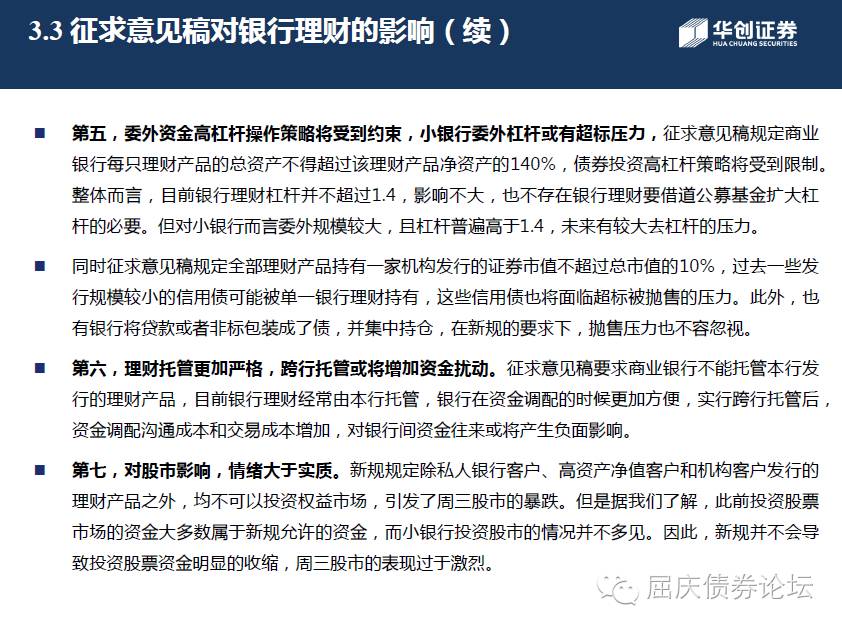 3.3 征求意见稿对银行理财的影响（续）
华创证券
HUA CHUANG SECURITIES
■ 第五，委外资金高杠杆操作策略将受到约束，小银行委外杠杆或有超标压力，征求意见稿规定商业
银行每只理财产品的总资产不得超过该理财产品净资产的140%，债券投资高杠杆策略将受到限制。
整体而言，目前银行理财杠杆并不超过1.4，影响不大，也不存在银行理财要借道公募基金扩大杠
杆的必要。但对小银行而言委外规模较大，且杠杆普遍高于1.4，未来有较大去杠杆的压力。
■ 同时征求意见稿规定全部理财产品持有一家机构发行的证券市值不超过总市值的10%，过去一些发
行规模较小的信用债可能被单一银行理财持有，这些信用债也将面临超标被抛售的压力。此外，也
有银行将贷款或者非标包装成了债，并集中持仓，在新规的要求下，抛售压力也不容忽视。
■ 第六，理财托管更加严格，跨行托管或将增加资金扰动。征求意见稿要求商业银行不能托管本行发
行的理财产品，目前银行理财经常由本行托管，银行在资金调配的时候更加方便，实行跨行托管后，
资金调配沟通成本和交易成本增加，对银行间资金往来或将产生负面影响。
■ 第七，对股市影响，情绪大于实质。新规规定除私人银行客户、高资产净值客户和机构客户发行的
理财产品之外，均不可以投资权益市场，引发了周三股市的暴跌。但是据我们了解，此前投资股票
市场的资金大多数属于新规允许的资金，而小银行投资股市的情况并不多见。因此，新规并不会导
致投资股票资金明显的收缩，周三股市的表现过于激烈。
屈庆债券论坛